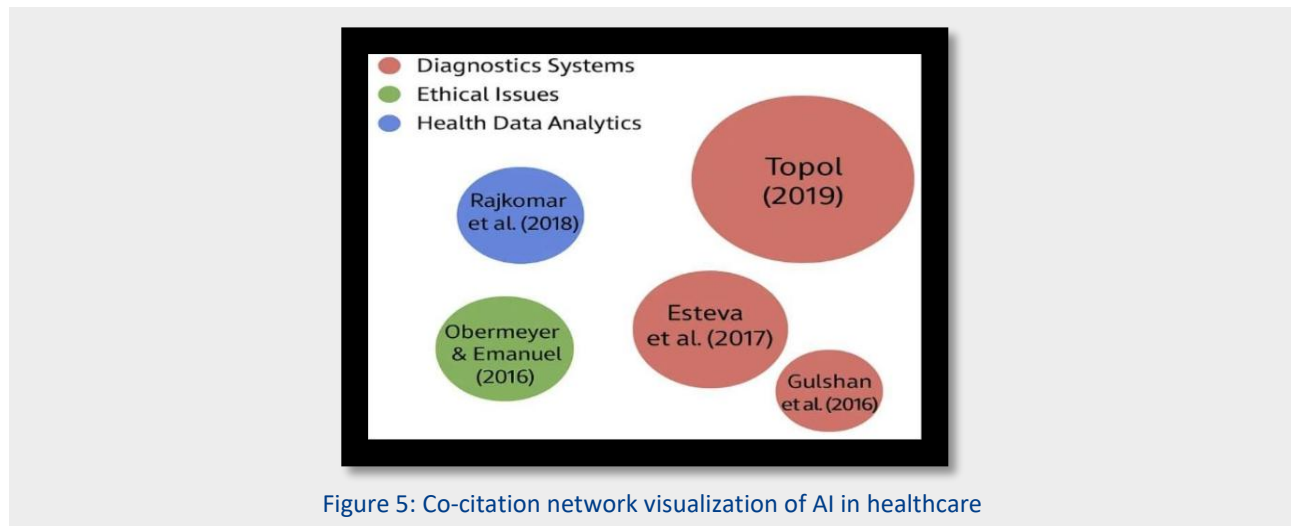 Diagnostics Systems
Ethical Issues
Health Data Analytics
Topol
(2019)
Rajkomar
et al. (2018)
Esteva
et al. (2017)
Obermeyer
& Emanuel
(2016)
Gulshan
et al. (2016)
Figure 5: Co-citation network visualization of AI in healthcare